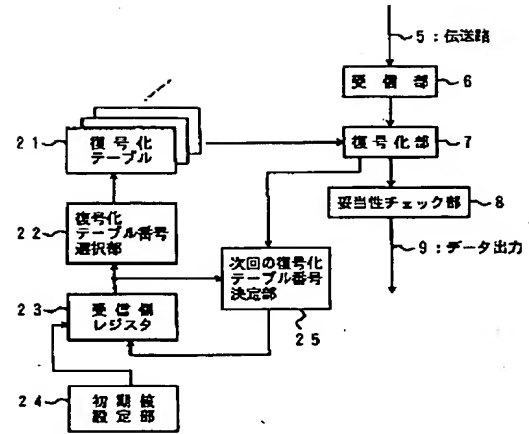 5：伝送路
受信部
6
21
復号化
テーブル
復号化部
7
22
復号化
テーブル番号
選択部
妥当性チェック部
8
次回の復号化
テーブル番号
決定部
9：データ出力
23
受信側
レジスタ
25
24
初期値
設定部